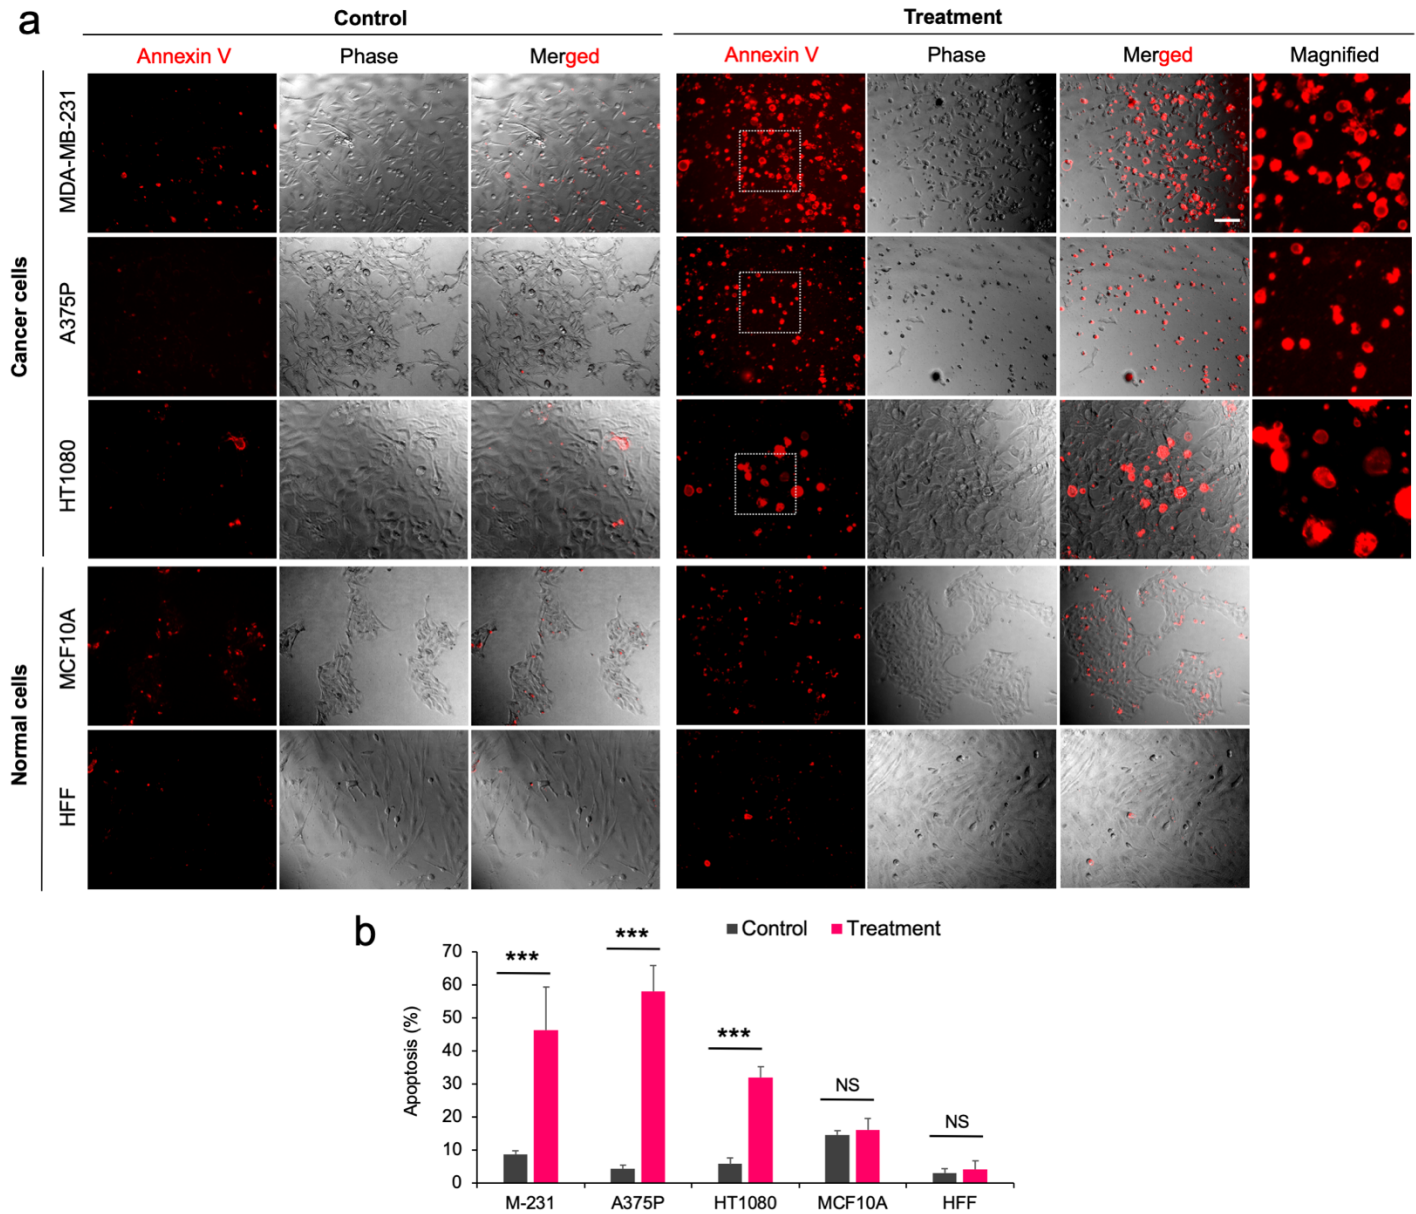 a
Control
Treatment
Annexin V
Phase
Merged
Annexin V
Phase
Merged
Magnified
Cancer cells
MDA-MB-231
A375P
HT1080
Normal cells
MCF10A
HFF
b
Control
Treatment
Apoptosis (%)
70
60
50
40
30
20
10
0
***
***
***
NS
NS
M-231
A375P
HT1080
MCF10A
HFF